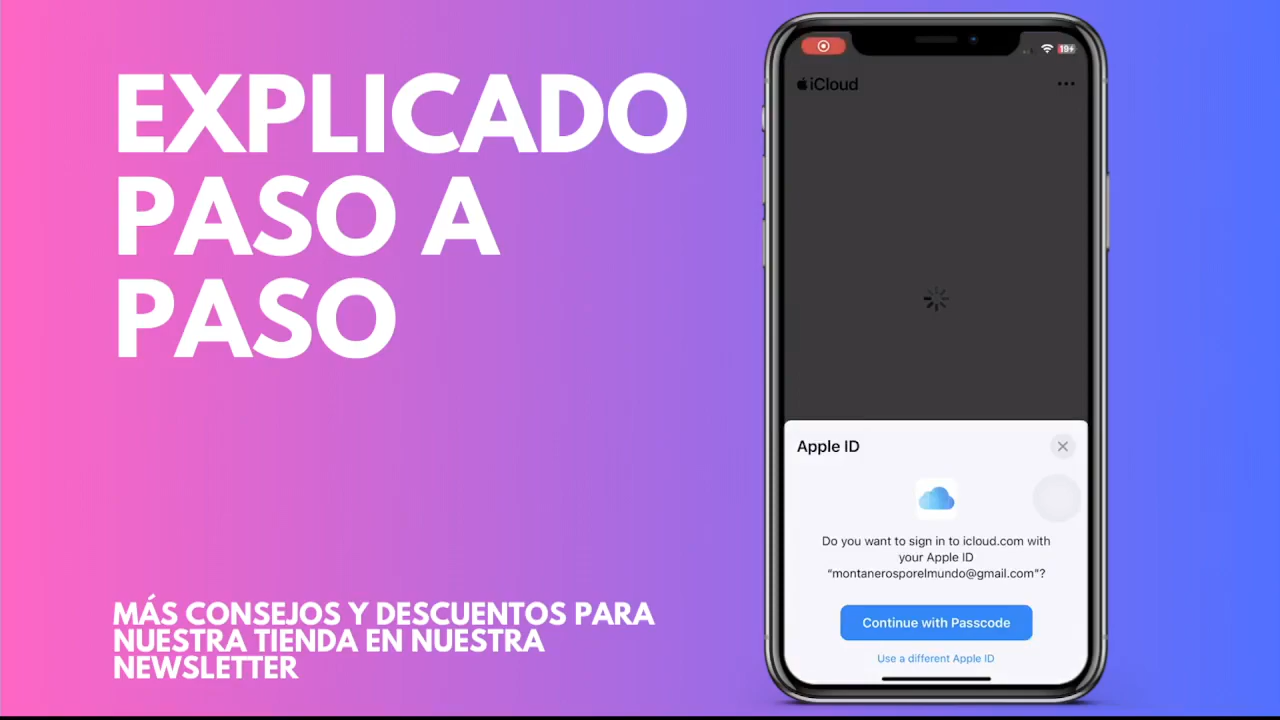 EXPLICADO
PASO A
PASO
MÁS CONSEJOS Y DESCUENTOS PARA
NUESTRA TIENDA EN NUESTRA
NEWSLETTER
19
iCloud
Apple ID
Do you want to sign in to icloud.com with
your Apple ID
“montanerosporelmundo@gmail.com”?
Continue with Passcode
Use a different Apple ID